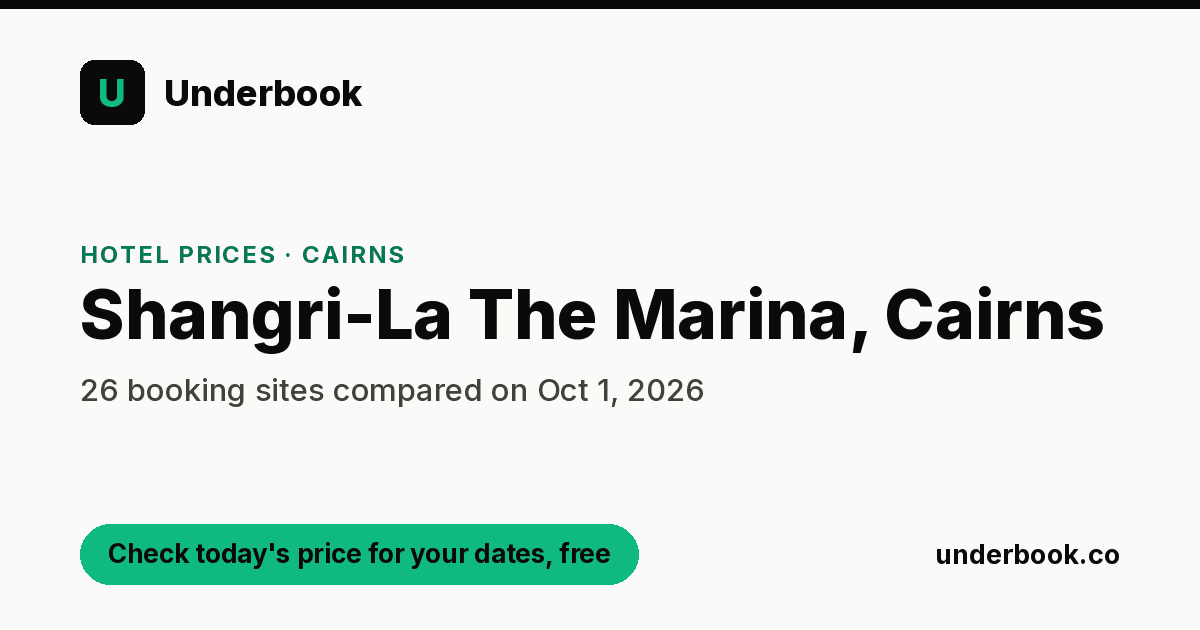 U
Underbook
HOTEL PRICES · CAIRNS
Shangri-La The Marina, Cairns
26 booking sites compared on Oct 1, 2026
Check today's price for your dates, free
underbook.co